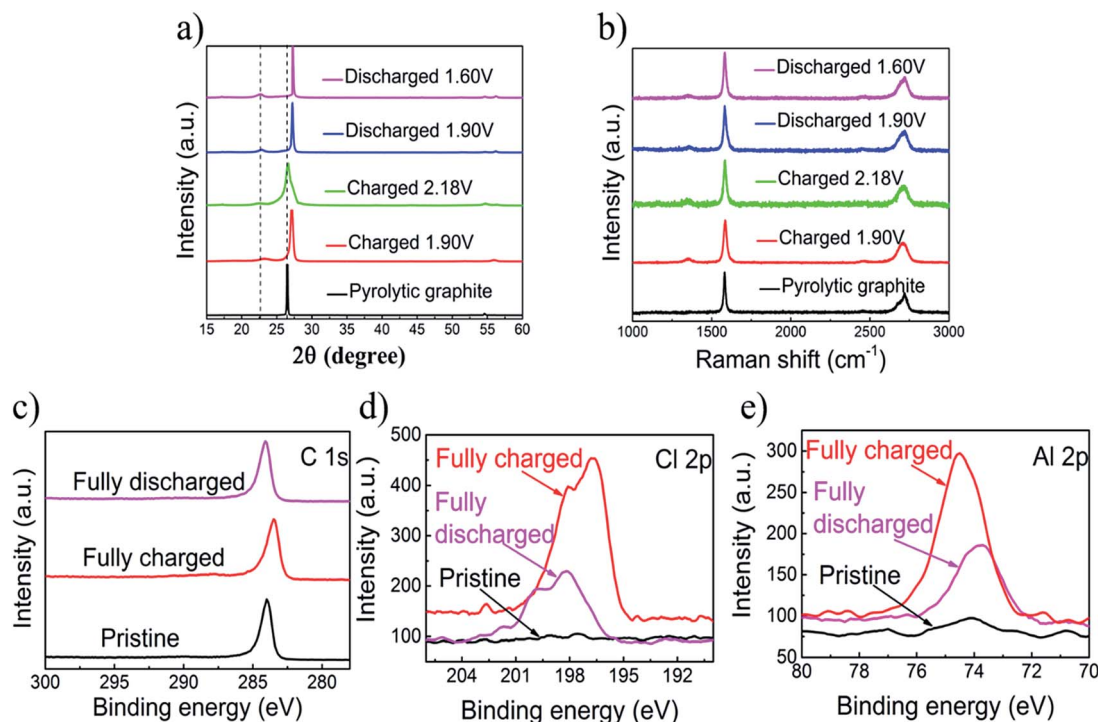 a)
Intensity (a.u.)
Discharged 1.60V
Discharged 1.90V
Charged 2.18V
Charged 1.90V
Pyrolytic graphite
15 20 25 30 35 40 45 50 55 60
2θ (degree)
b)
Intensity (a.u.)
Discharged 1.60V
Discharged 1.90V
Charged 2.18V
Charged 1.90V
Pyrolytic graphite
1000 1500 2000 2500 3000
Raman shift (cm⁻¹)
c)
Intensity (a.u.)
C 1s
Fully discharged
Fully charged
Pristine
300 295 290 285 280
Binding energy (eV)
d)
Intensity (a.u.)
500
400
300
200
100
Cl 2p
Fully charged
Fully
discharged
Pristine
204 201 198 195 192
Binding energy (eV)
e)
Intensity (a.u.)
300
250
200
150
100
50
Al 2p
Fully charged
Fully
discharged
Pristine
80 78 76 74 72 70
Binding energy (eV)